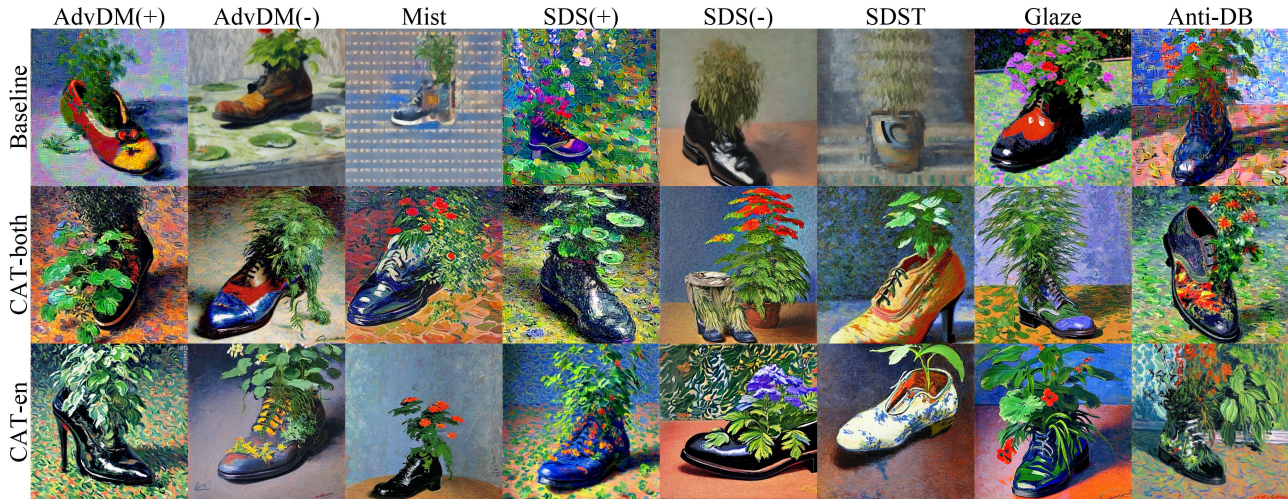 AdvDM(+) AdvDM(-) Mist SDS(+) SDS(-) SDST Glaze Anti-DB
Baseline
CAT-both
CAT-en